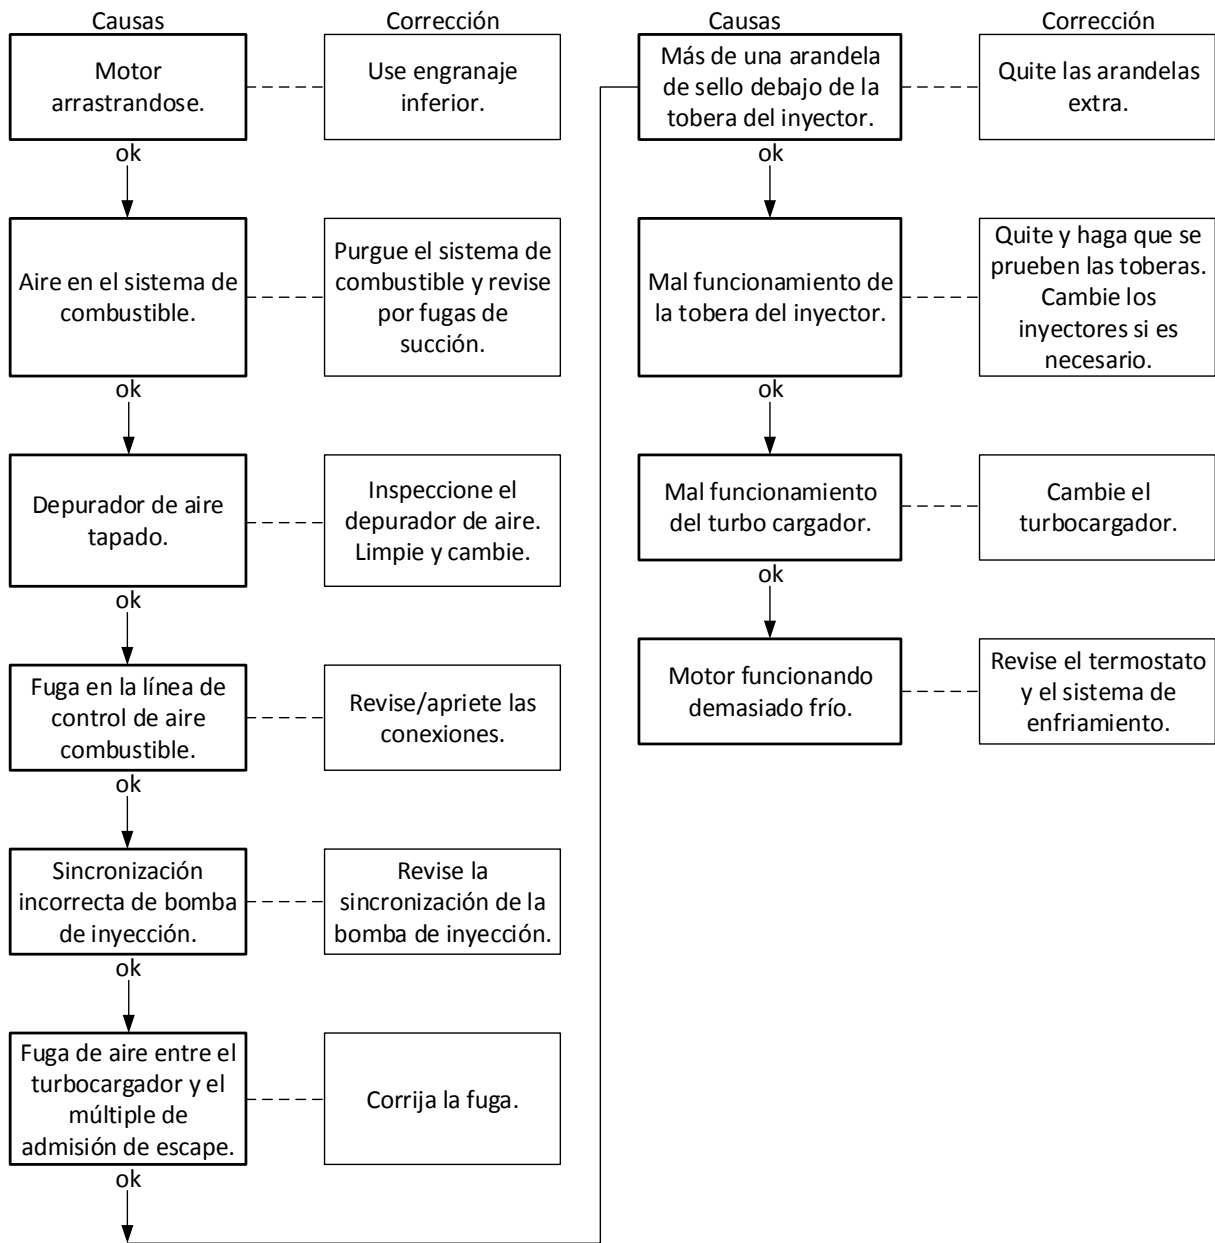 Causas
Corrección
Motor
arrastrandose.
Use engranaje
inferior.
ok
Aire en el sistema de
combustible.
Purgue el sistema de
combustible y revise
por fugas de
succión.
ok
Depurador de aire
tapado.
Inspeccione el
depurador de aire.
Limpie y cambie.
ok
Fuga en la línea de
control de aire
combustible.
Revise/apriete las
conexiones.
ok
Sincronización
incorrecta de bomba
de inyección.
Revise la
sincronización de la
bomba de inyección.
ok
Fuga de aire entre el
turbocargador y el
múltiple de
admisión de escape.
Corrija la fuga.
ok
Causas
Corrección
Más de una arandela
de sello debajo de la
tobera del inyector.
Quite las arandelas
extra.
ok
Mal funcionamiento de
la tobera del inyector.
Quite y haga que se
prueben las toberas.
Cambie los
inyectores si es
necesario.
ok
Mal funcionamiento
del turbo cargador.
Cambie el
turbocargador.
ok
Motor funcionando
demasiado frío.
Revise el termostato
y el sistema de
enfriamiento.